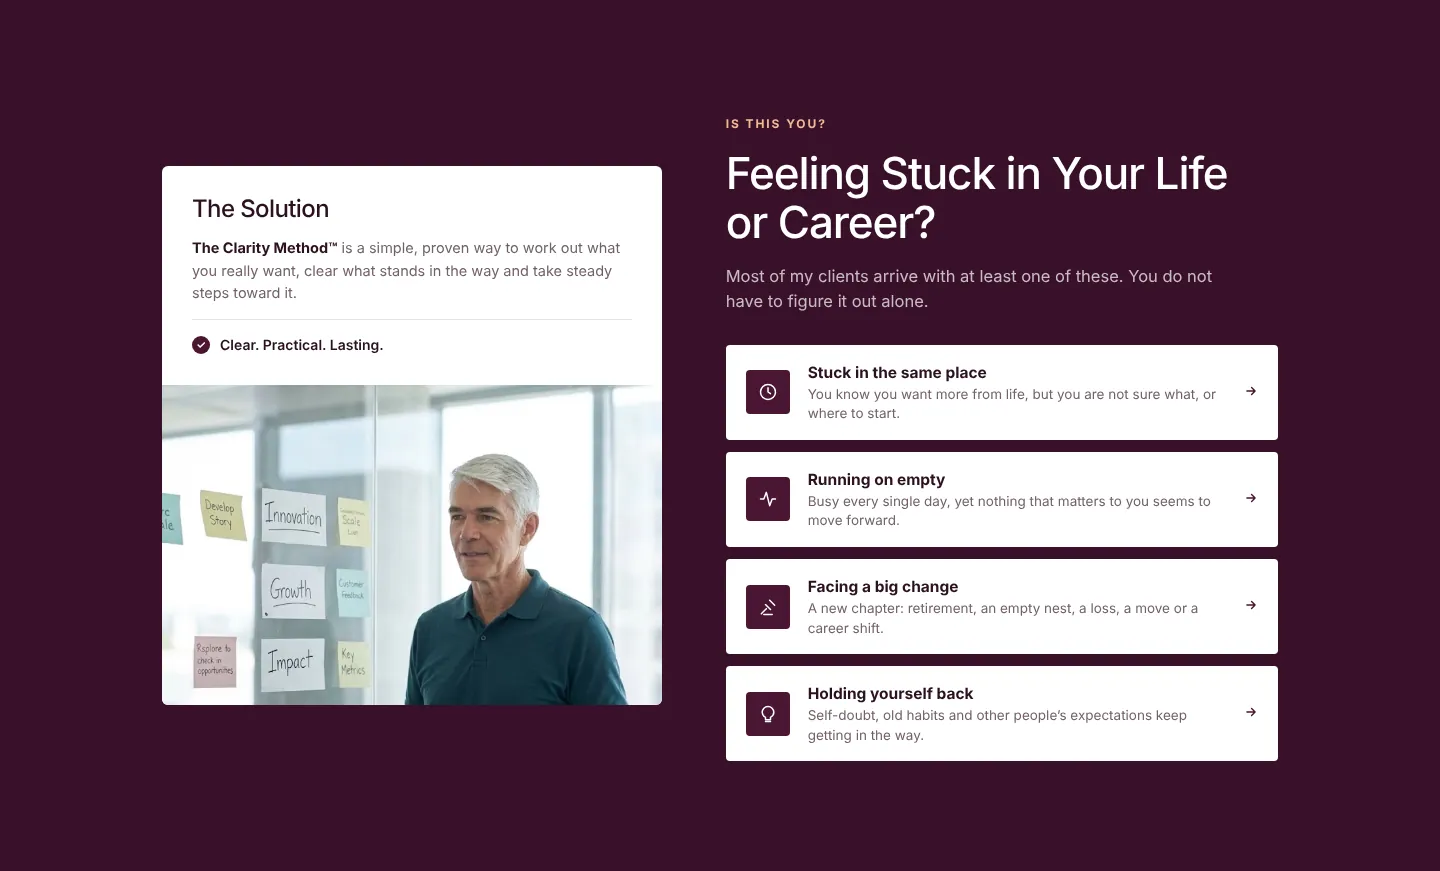 The Solution
The Clarity Method™ is a simple, proven way to work out what
you really want, clear what stands in the way and take steady
steps toward it.
Clear. Practical. Lasting.
Develop
Story
Innovation
Scale
Growth
Customer
Feedback
Rsplore to
check in
opportunities
Impact
Key
Metrics
IS THIS YOU?
Feeling Stuck in Your Life
or Career?
Most of my clients arrive with at least one of these. You do not
have to figure it out alone.
Stuck in the same place
You know you want more from life, but you are not sure what, or
where to start.
Running on empty
Busy every single day, yet nothing that matters to you seems to
move forward.
Facing a big change
A new chapter: retirement, an empty nest, a loss, a move or a
career shift.
Holding yourself back
Self-doubt, old habits and other people’s expectations keep
getting in the way.